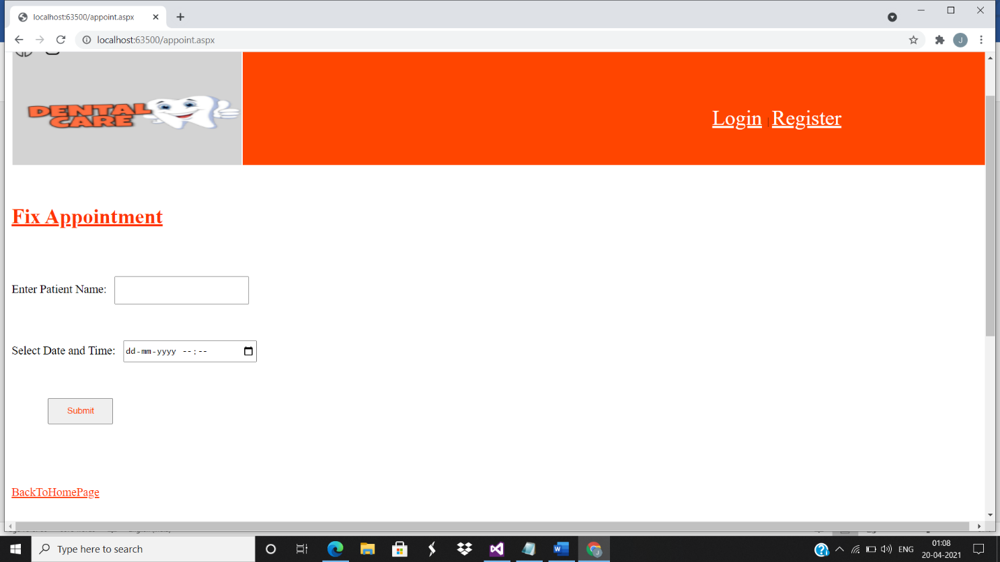 localhost:63500/appoint.aspx
localhost:63500/appoint.aspx
J
DENTAL
CARE
Login | Register
Fix Appointment
Enter Patient Name:
Select Date and Time: dd-mm-yyyy --:--
Submit
BackToHomePage
Type here to search
ENG
01:08
20-04-2021